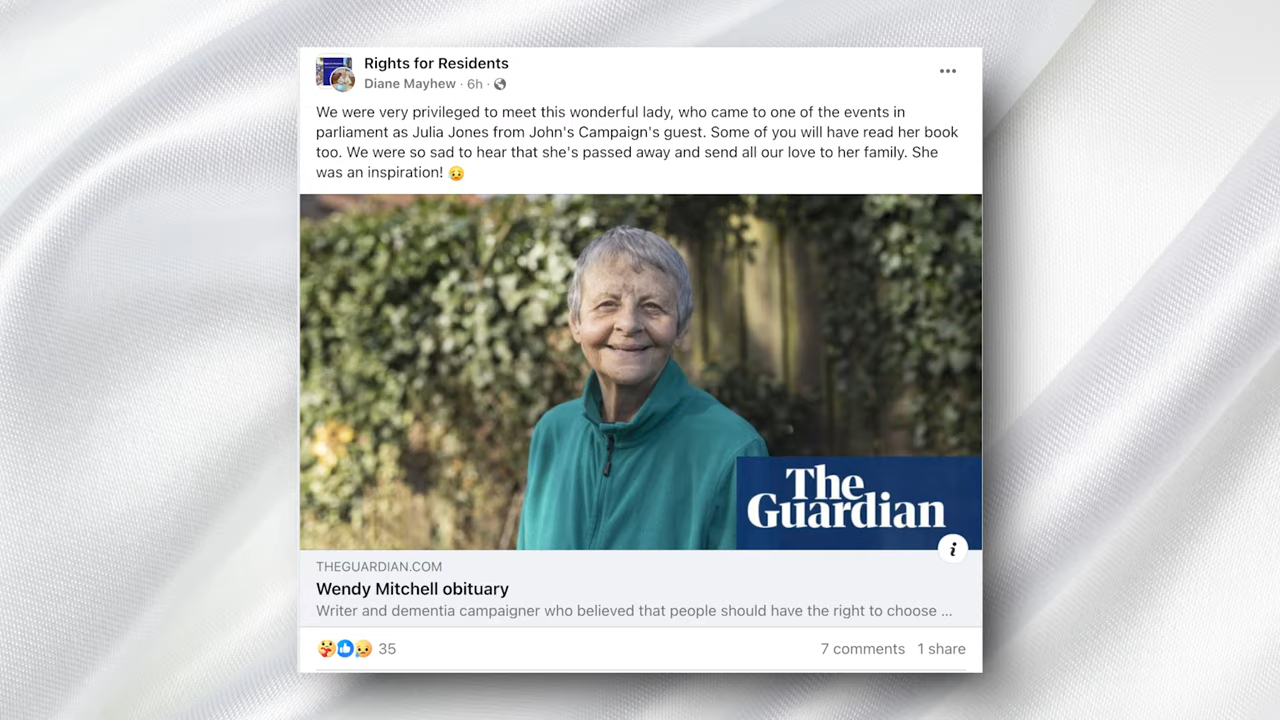 Rights for Residents
Diane Mayhew · 6h ·
We were very privileged to meet this wonderful lady, who came to one of the events in
parliament as Julia Jones from John's Campaign's guest. Some of you will have read her book
too. We were so sad to hear that she's passed away and send all our love to her family. She
was an inspiration! 😥
The
Guardian
i
THEGUARDIAN.COM
Wendy Mitchell obituary
Writer and dementia campaigner who believed that people should have the right to choose ...
35
7 comments 1 share